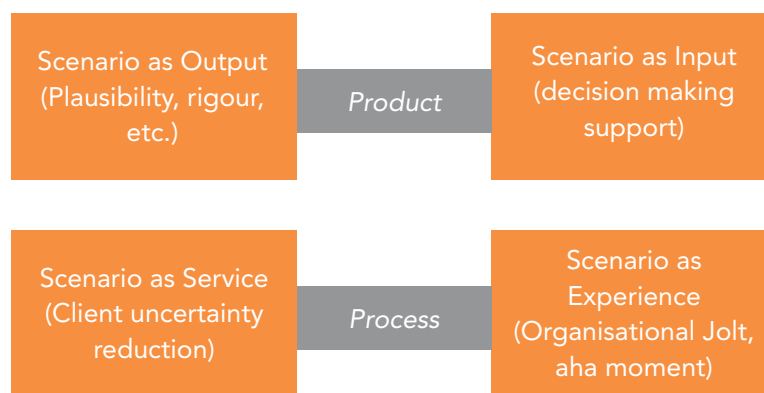 Scenario as Output
(Plausibility, rigour,
etc.)
Product
Scenario as Input
(decision making
support)
Scenario as Service
(Client uncertainty
reduction)
Process
Scenario as
Experience
(Organisational Jolt,
aha moment)